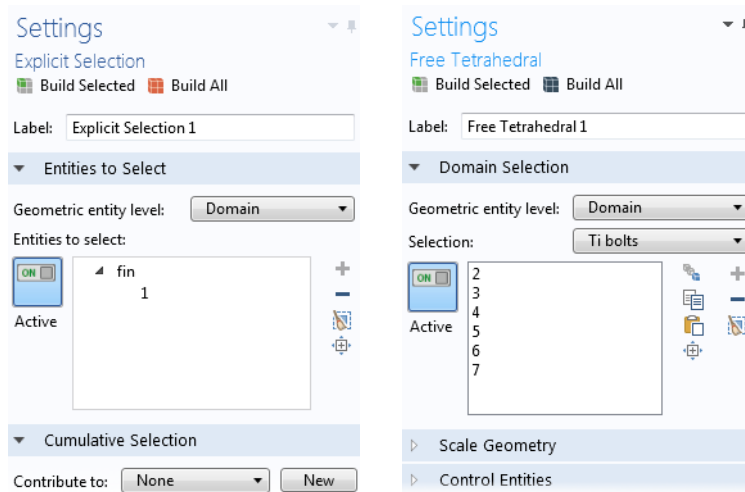 Settings
Explicit Selection
Build Selected Build All
Label: Explicit Selection 1
Entities to Select
Geometric entity level: Domain
Entities to select:
ON
fin
1
Active
Cumulative Selection
Contribute to: None New
Settings
Free Tetrahedral
Build Selected Build All
Label: Free Tetrahedral 1
Domain Selection
Geometric entity level: Domain
Selection: Ti bolts
ON
2
3
4
5
6
7
Active
Scale Geometry
Control Entities